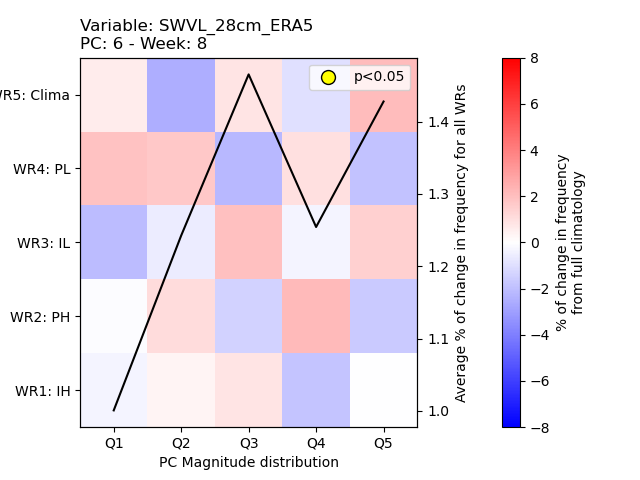 Variable: SWVL_28cm_ERA5
PC: 6 - Week: 8
p<0.05
WR5: Clima
WR4: PL
WR3: IL
WR2: PH
WR1: IH
Q1 Q2 Q3 Q4 Q5
PC Magnitude distribution
1.4
1.3
1.2
1.1
1.0
Average % of change in frequency for all WRs
8
6
4
2
0
−2
−4
−6
−8
% of change in frequency
from full climatology